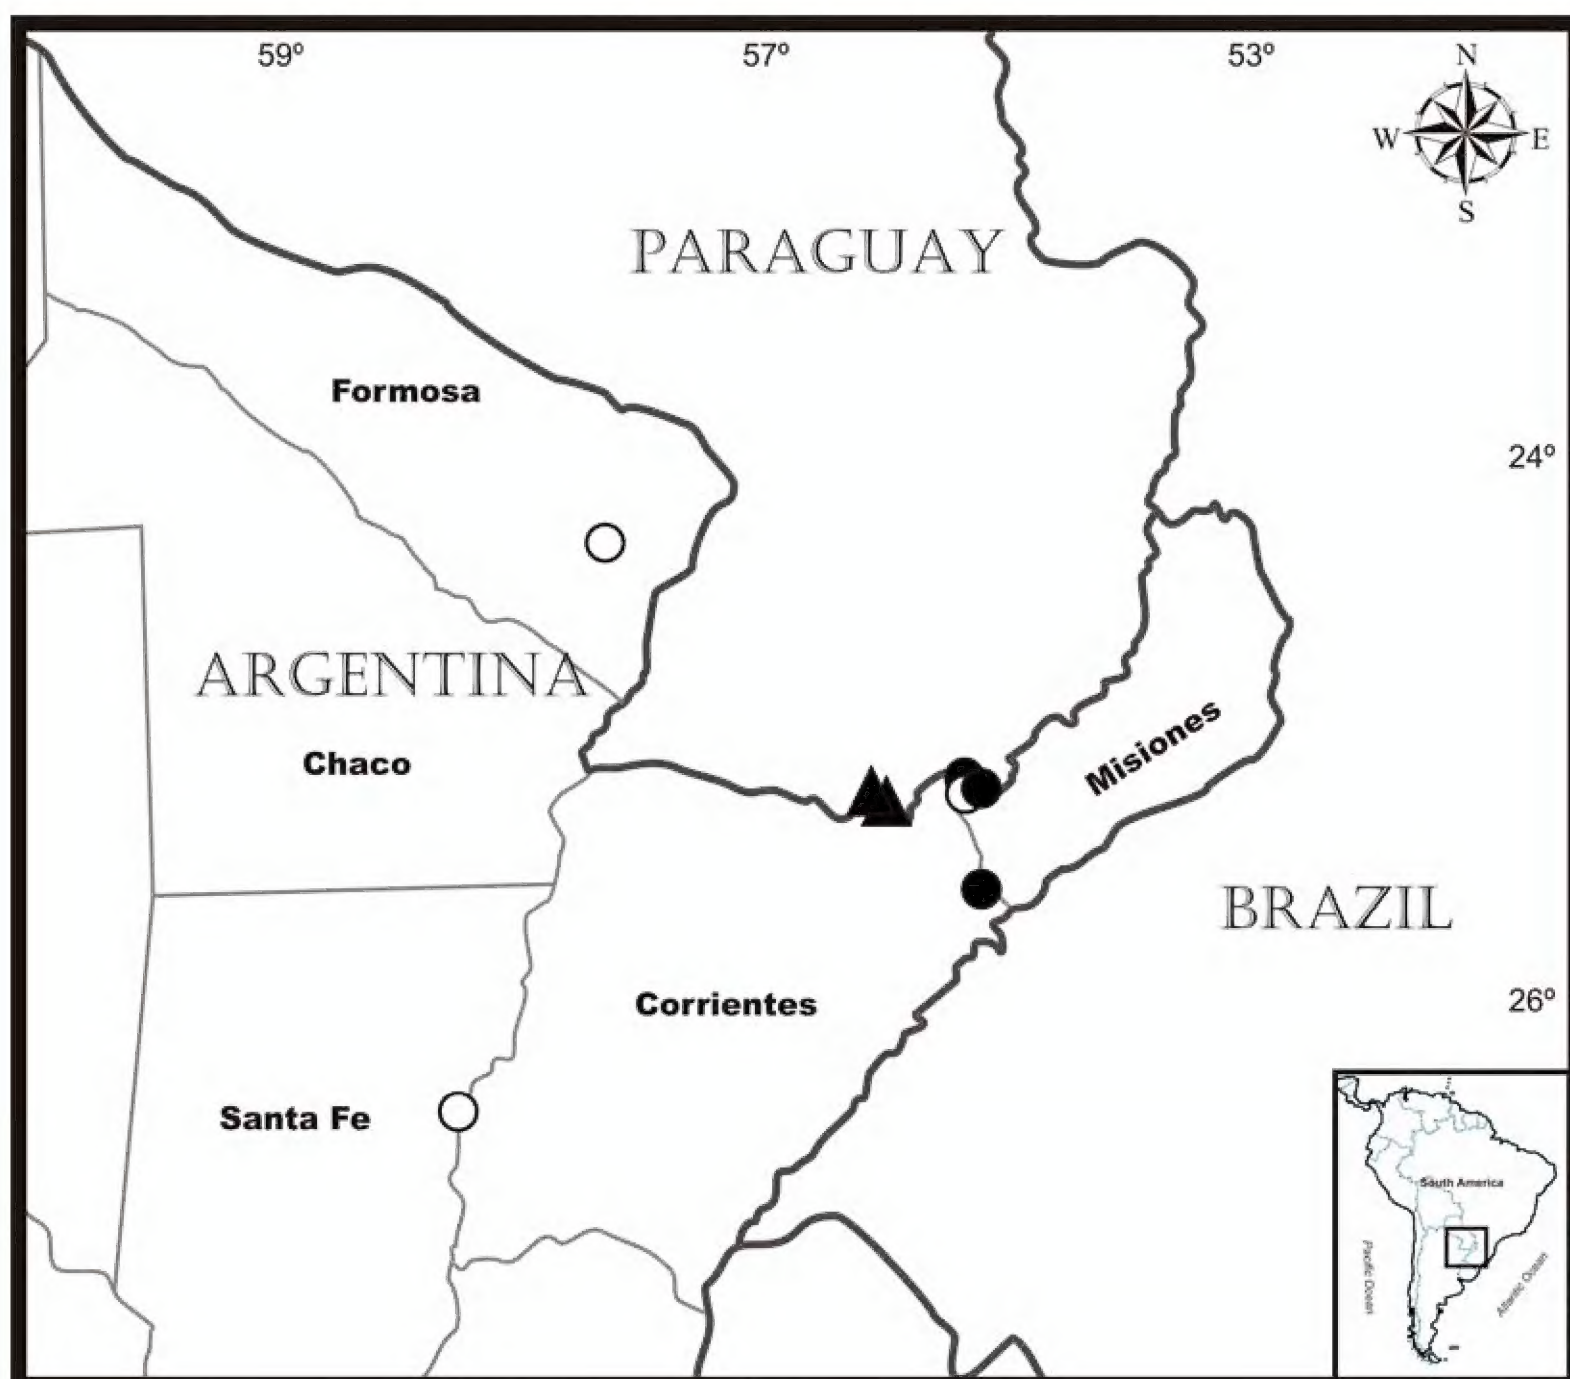 59º 57º 53º
N
W E
S
PARAGUAY
Formosa
24º
ARGENTINA
Misiones
Chaco
BRAZIL
Corrientes
26º
Santa Fe
South America
Pacific Ocean
Atlantic Ocean